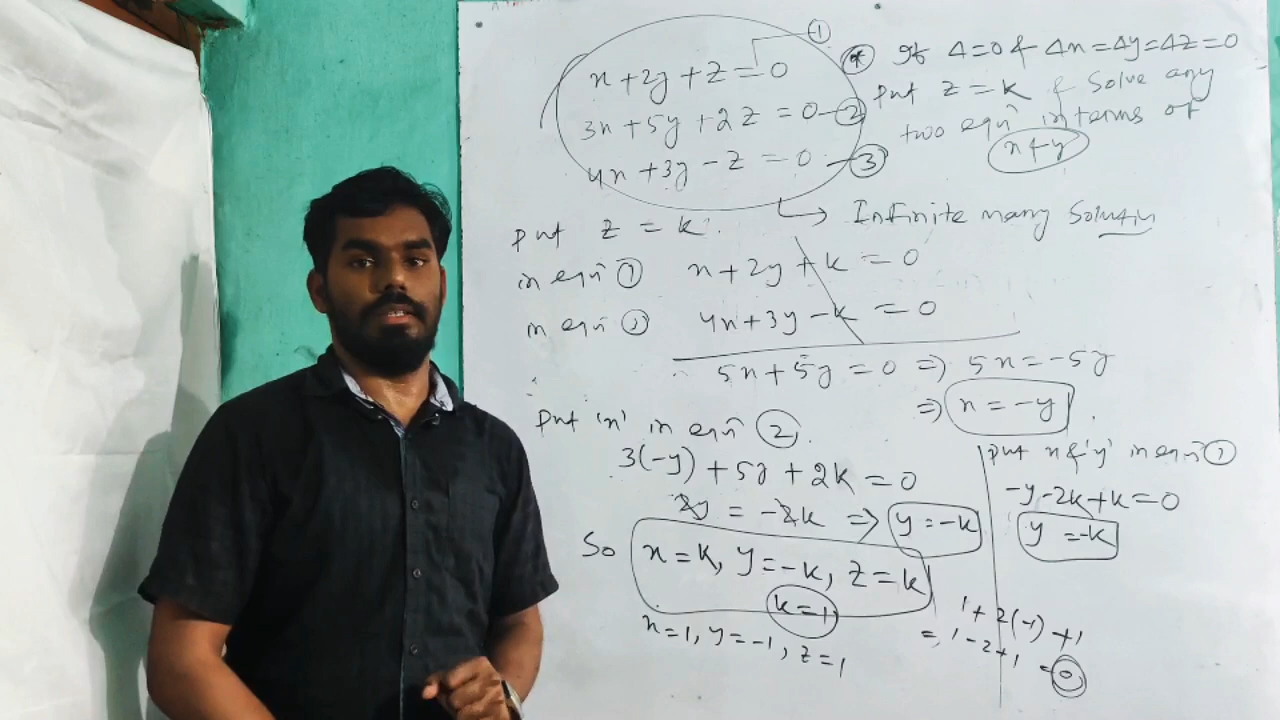 x + 2y + z = 0 ①
3x + 5y + 2z = 0 - ②
4x + 3y - z = 0 - ③
* If Δ=0 & Δx=Δy=Δz=0
Put z = k & Solve any
two eqn in terms of
x & y
→ Infinite many Solution
Put z = k.
in eqn ① x + 2y + k = 0
in eqn 4x + 3y - k = 0
5x + 5y = 0 => 5x = -5y
=> x = -y
Put 'x' in eqn ②
3(-y) + 5y + 2k = 0
2y = -2k => y = -k
So x = k, y = -k, z = k
k = 1
x = 1, y = -1, z = 1
put x & 'y' in eqn ①
-y - 2k + k = 0
y = -k
1 + 2(-1) + 1
= 1 - 2 + 1
= 0